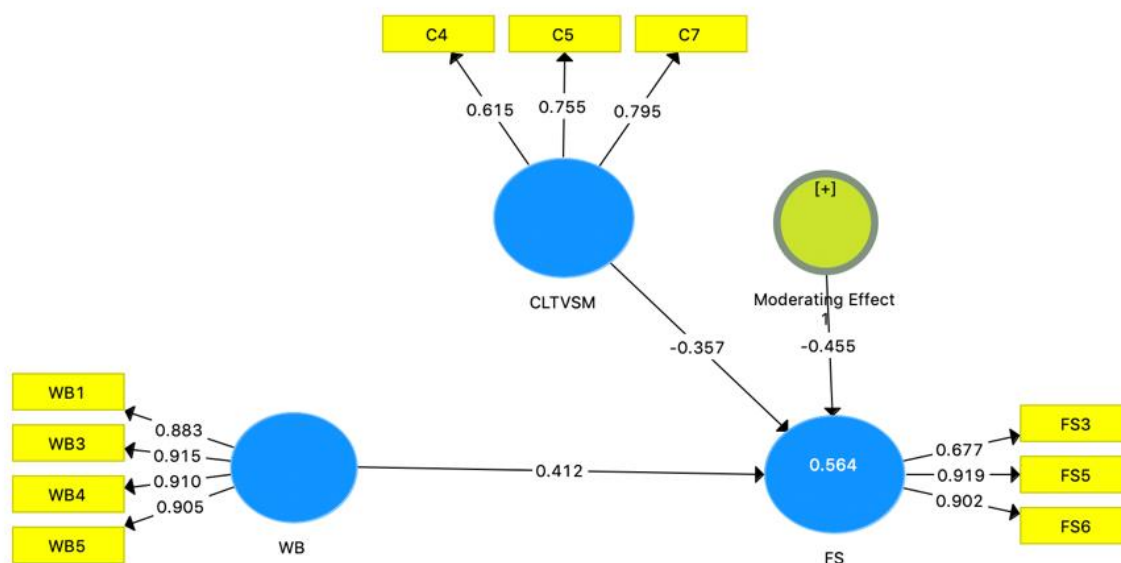 C4 C5 C7
0.615 0.755 0.795
[+]
CLTVSM
Moderating Effect
1
-0.357
-0.455
WB1
WB3
WB4
WB5
0.883
0.915
0.910
0.905
WB
0.412
0.564
FS
0.677
0.919
0.902
FS3
FS5
FS6